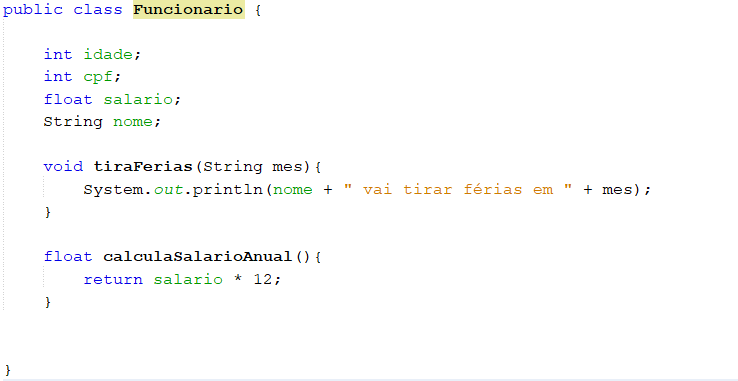 public class Funcionario {
int idade;
int cpf;
float salario;
String nome;
void tiraFerias(String mes){
System.out.println(nome + " vai tirar férias em " + mes);
}
float calculaSalarioAnual(){
return salario * 12;
}
}